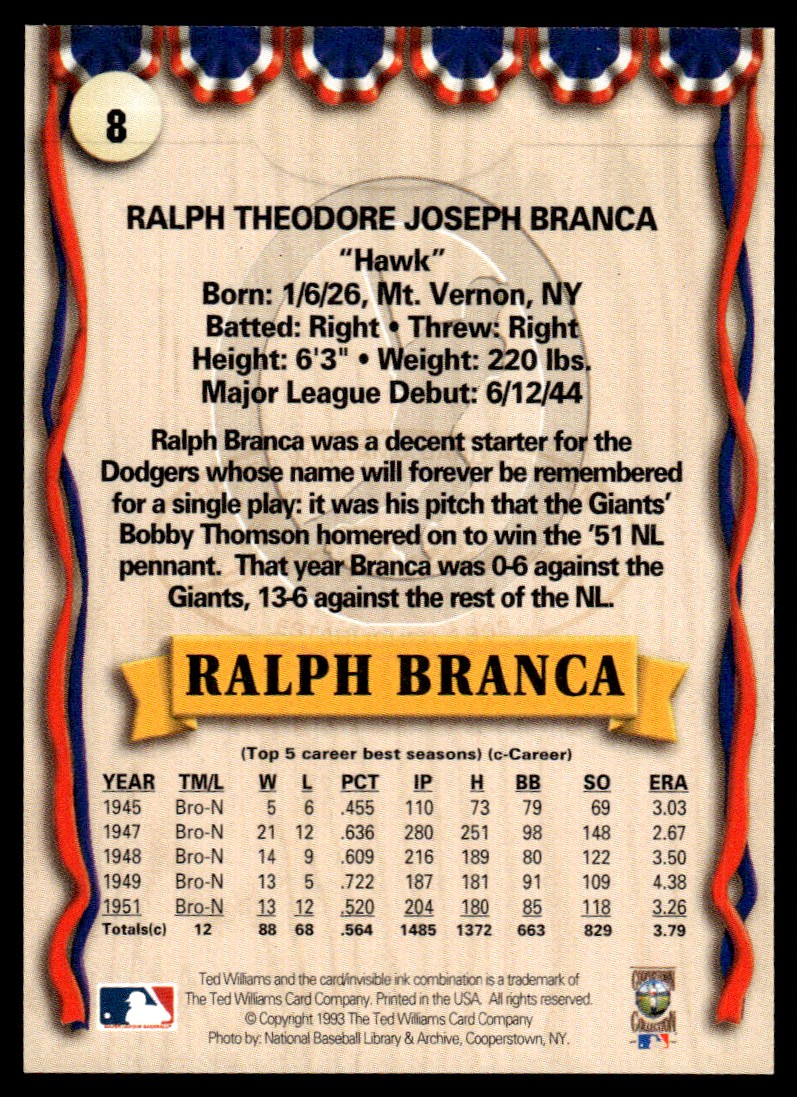 8
RALPH THEODORE JOSEPH BRANCA
“Hawk”
Born: 1/6/26, Mt. Vernon, NY
Batted: Right • Threw: Right
Height: 6'3" • Weight: 220 lbs.
Major League Debut: 6/12/44
Ralph Branca was a decent starter for the
Dodgers whose name will forever be remembered
for a single play: it was his pitch that the Giants’
Bobby Thomson homered on to win the ’51 NL
pennant. That year Branca was 0-6 against the
Giants, 13-6 against the rest of the NL.
RALPH BRANCA
(Top 5 career best seasons) (c-Career)
YEAR TM/L W L PCT IP H BB SO ERA
1945 Bro-N 5 6 .455 110 73 79 69 3.03
1947 Bro-N 21 12 .636 280 251 98 148 2.67
1948 Bro-N 14 9 .609 216 189 80 122 3.50
1949 Bro-N 13 5 .722 187 181 91 109 4.38
1951 Bro-N 13 12 .520 204 180 85 118 3.26
Totals(c) 12 88 68 .564 1485 1372 663 829 3.79
Ted Williams and the card/invisible ink combination is a trademark of
The Ted Williams Card Company. Printed in the USA. All rights reserved.
© Copyright 1993 The Ted Williams Card Company
Photo by: National Baseball Library & Archive, Cooperstown, NY.
MAJOR LEAGUE BASEBALL
COOPERSTOWN
COLLECTION